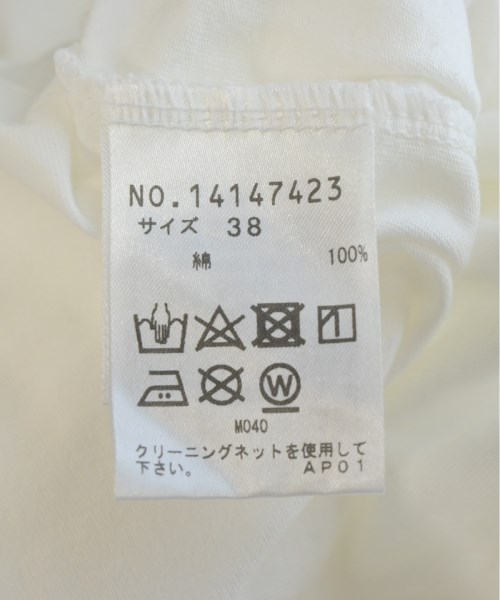 NO.14147423
サイズ 38
綿 100%
W
M040
クリーニングネットを使用して
下さい。 AP01